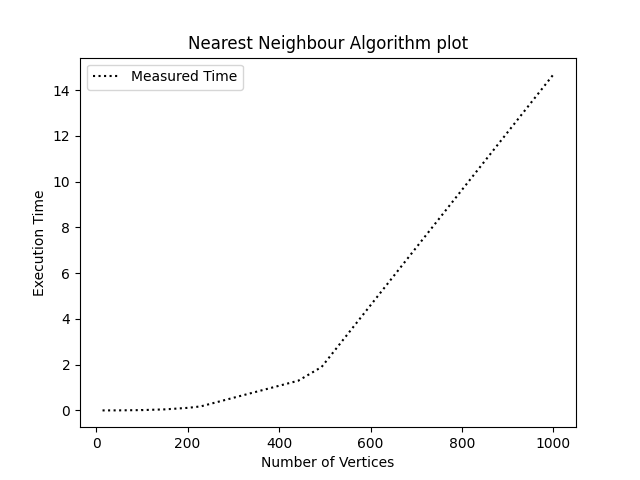 Nearest Neighbour Algorithm plot
Measured Time
14
12
10
8
6
4
2
0
Execution Time
0 200 400 600 800 1000
Number of Vertices